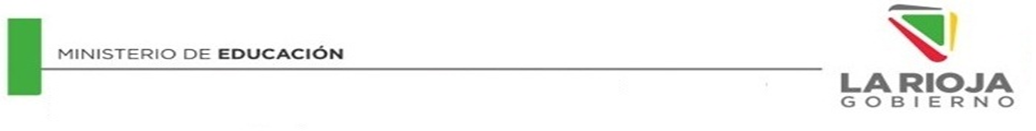 MINISTERIO DE EDUCACIÓN
LA RIOJA
GOBIERNO